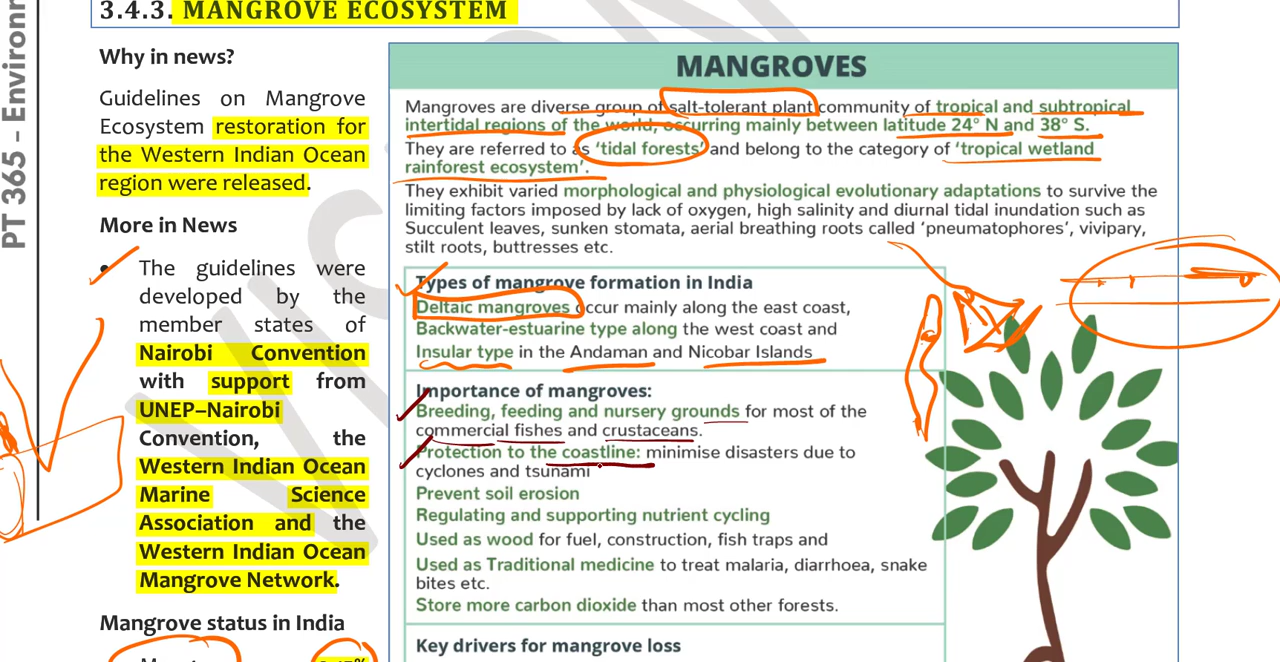 3.4.3. MANGROVE ECOSYSTEM
PT 365 - Environ
Why in news?
Guidelines on Mangrove
Ecosystem restoration for
the Western Indian Ocean
region were released.
More in News
• The guidelines were
developed by the
member states of
Nairobi Convention
with support from
UNEP–Nairobi
Convention, the
Western Indian Ocean
Marine Science
Association and the
Western Indian Ocean
Mangrove Network.
Mangrove status in India
MANGROVES
Mangroves are diverse group of salt-tolerant plant community of tropical and subtropical
intertidal regions of the world, occurring mainly between latitude 24° N and 38° S.
They are referred to as ‘tidal forests’ and belong to the category of ‘tropical wetland
rainforest ecosystem’.
They exhibit varied morphological and physiological evolutionary adaptations to survive the
limiting factors imposed by lack of oxygen, high salinity and diurnal tidal inundation such as
Succulent leaves, sunken stomata, aerial breathing roots called ‘pneumatophores’, vivipary,
stilt roots, buttresses etc.
Types of mangrove formation in India
Deltaic mangroves occur mainly along the east coast,
Backwater-estuarine type along the west coast and
Insular type in the Andaman and Nicobar Islands
Importance of mangroves:
Breeding, feeding and nursery grounds for most of the
commercial fishes and crustaceans.
Protection to the coastline: minimise disasters due to
cyclones and tsunami
Prevent soil erosion
Regulating and supporting nutrient cycling
Used as wood for fuel, construction, fish traps and
Used as Traditional medicine to treat malaria, diarrhoea, snake
bites etc.
Store more carbon dioxide than most other forests.
Key drivers for mangrove loss